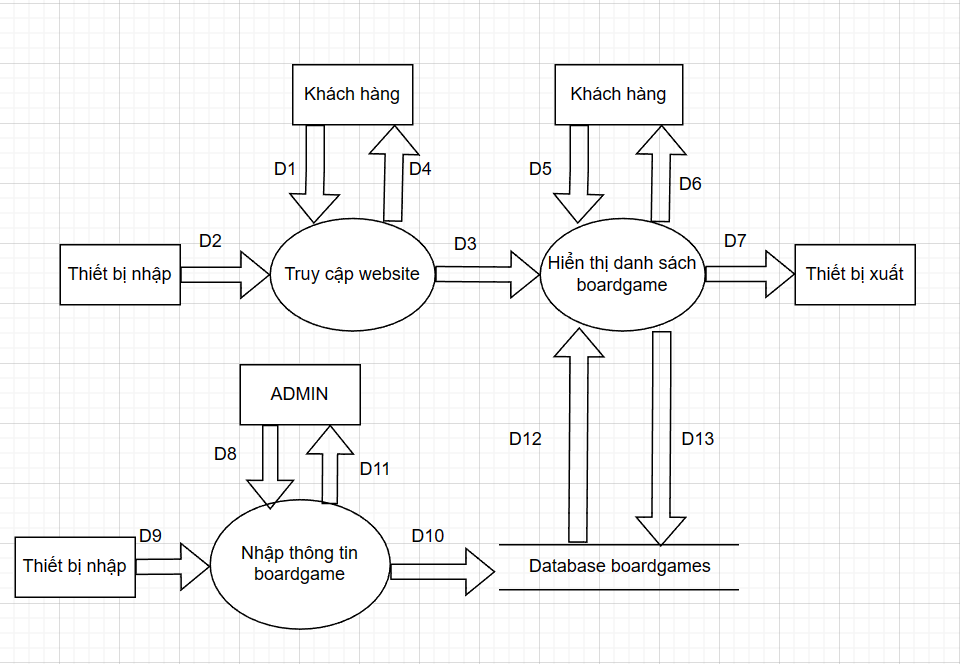 Khách hàng
Khách hàng
D1
D4
D5
D6
D2
D3
D7
Thiết bị nhập
Truy cập website
Hiển thị danh sách
boardgame
Thiết bị xuất
ADMIN
D8
D11
D12
D13
D9
D10
Thiết bị nhập
Nhập thông tin
boardgame
Database boardgames